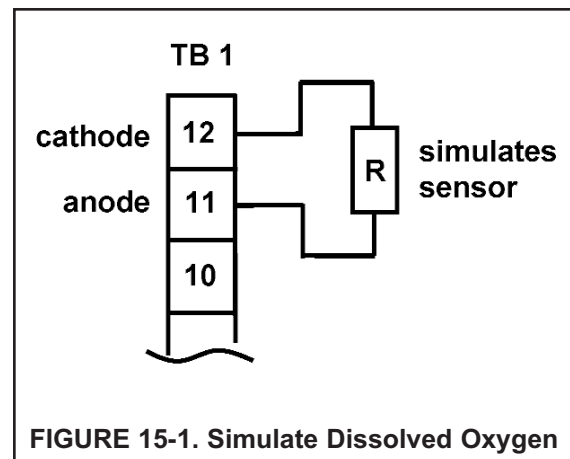 TB 1
cathode 12
anode 11
10
R
simulates
sensor
FIGURE 15-1. Simulate Dissolved Oxygen